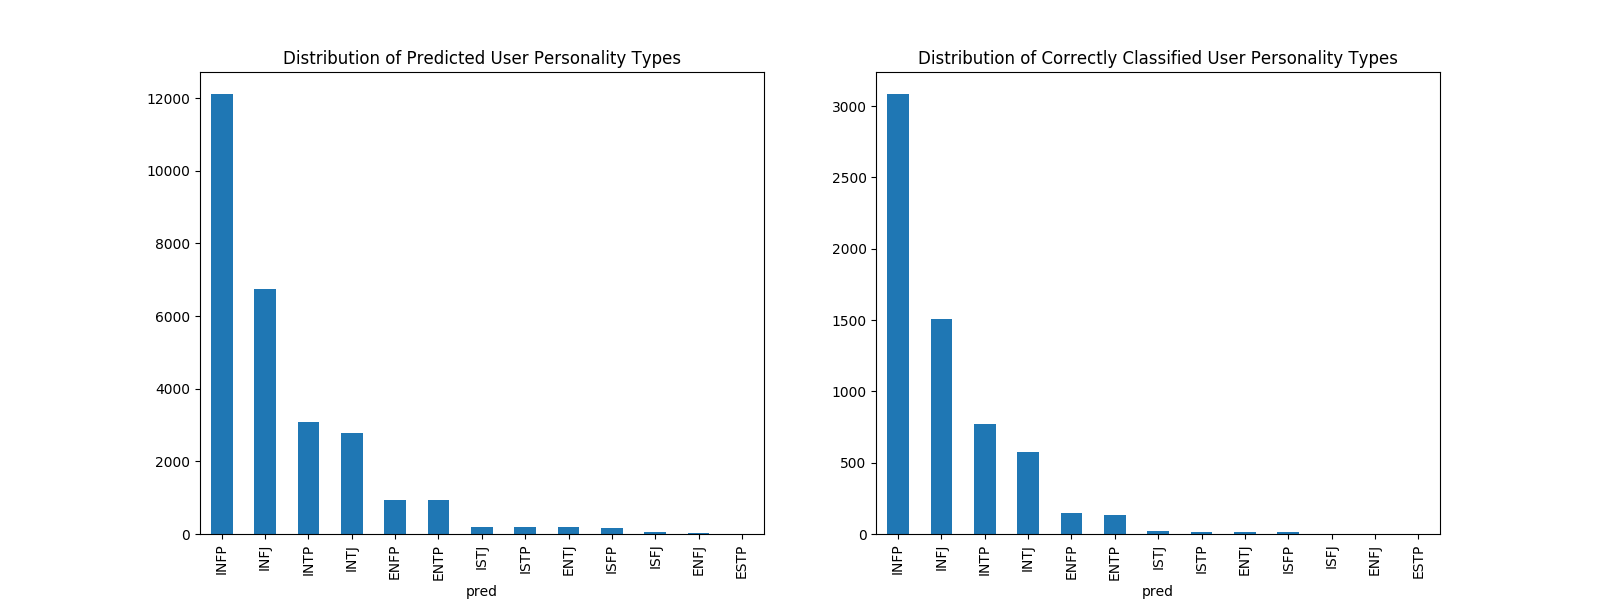 Distribution of Predicted User Personality Types
12000
10000
8000
6000
4000
2000
0
INFP
INFJ
INTP
INTJ
ENFP
ENTP
ISTJ
ISTP
ENTJ
ISFP
ISFJ
ENFJ
ESTP
pred
Distribution of Correctly Classified User Personality Types
3000
2500
2000
1500
1000
500
0
INFP
INFJ
INTP
INTJ
ENFP
ENTP
ISTJ
ISTP
ENTJ
ISFP
ISFJ
ENFJ
ESTP
pred